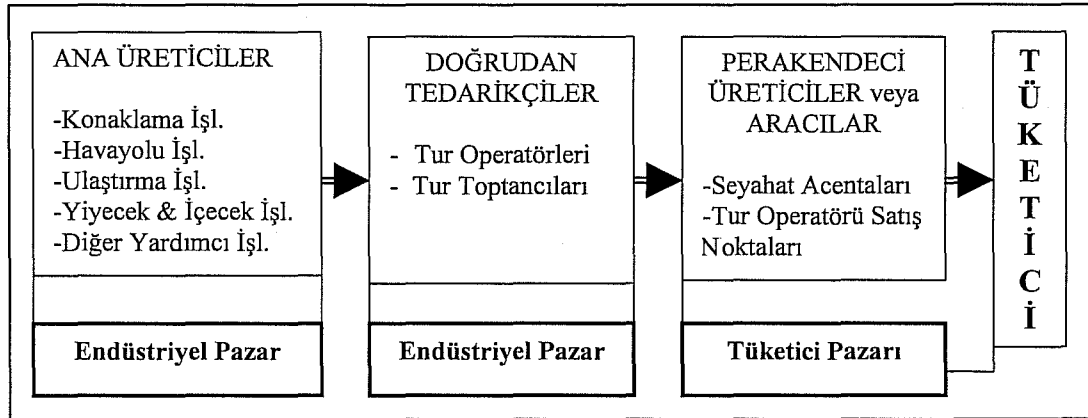 ANA ÜRETİCİLER
-Konaklama İşl.
-Havayolu İşl.
-Ulaştırma İşl.
-Yiyecek & İçecek İşl.
-Diğer Yardımcı İşl.
Endüstriyel Pazar
DOĞRUDAN
TEDARİKÇİLER
- Tur Operatörleri
- Tur Toptancıları
Endüstriyel Pazar
PERAKENDECİ
ÜRETİCİLER veya
ARACILAR
-Seyahat Acentaları
-Tur Operatörü Satış
Noktaları
Tüketici Pazarı
T
Ü
K
E
T
İ
C
İ